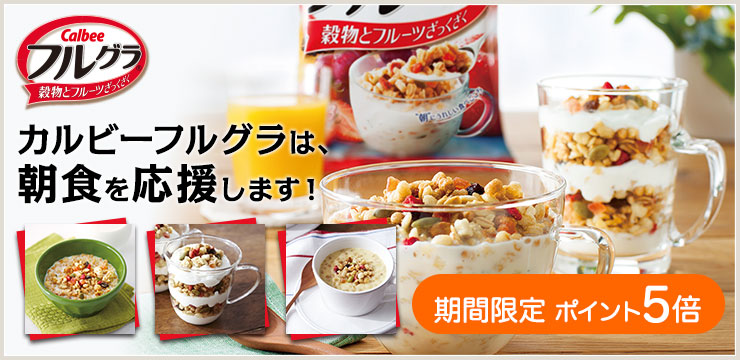 Calbee
フルグラ
穀物とフルーツざっくざく
穀物とフルーツざっくざく
カルビーフルグラは、
朝食を応援します!
期間限定 ポイント5倍